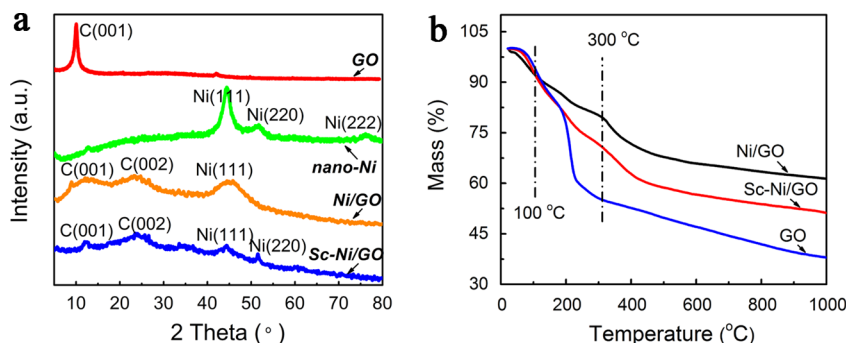 a
C(001)
GO
Ni(111)
Ni(220)
Ni(222)
nano-Ni
C(001)
C(002)
Ni(111)
Ni/GO
C(001)
C(002)
Ni(111)
Ni(220)
Sc-Ni/GO
Intensity (a.u.)
10 20 30 40 50 60 70 80
2 Theta (°)
b
105
90
75
60
45
30
Mass (%)
300 °C
100 °C
Ni/GO
Sc-Ni/GO
GO
0 200 400 600 800 1000
Temperature (°C)